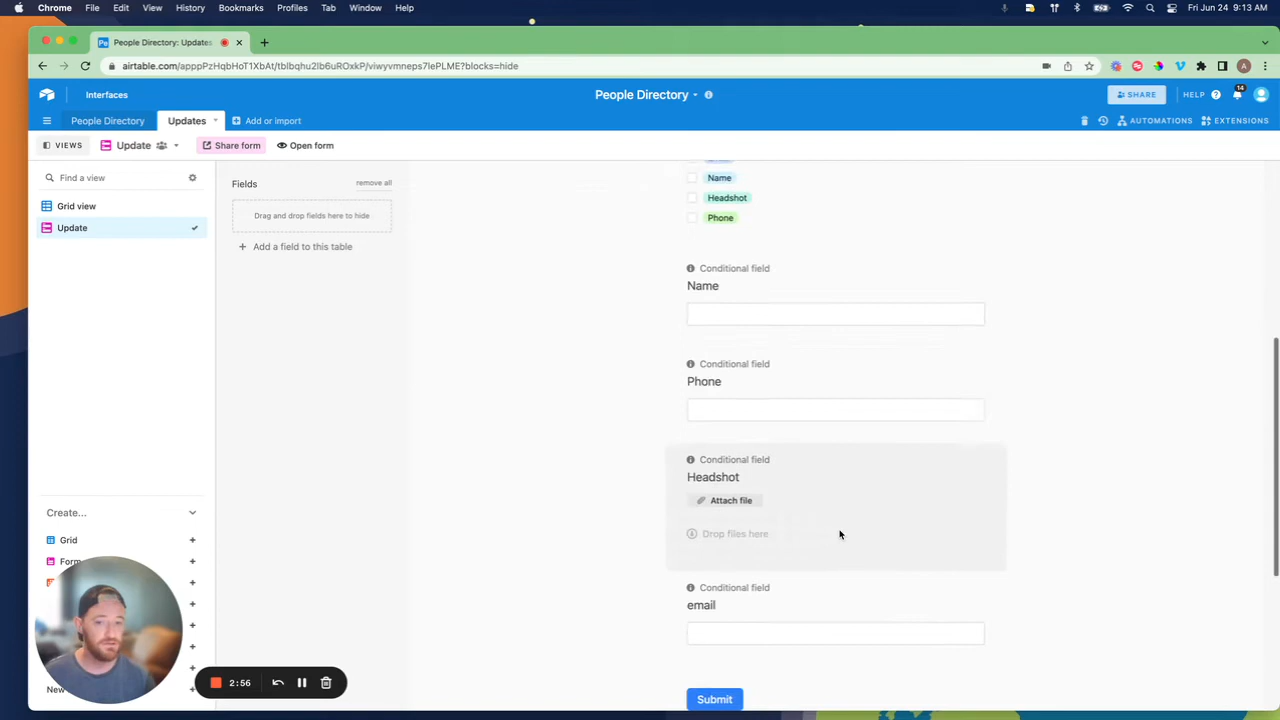 Chrome File Edit View History Bookmarks Profiles Tab Window Help Fri Jun 24 9:13 AM
People Directory: Updates
airtable.com/apppPzHqbHoT1XbAt/tblbqhu2lb6uROxkP/viwyvmneps7lePLME?blocks=hide A
Interfaces People Directory SHARE HELP 14
People Directory Updates Add or import AUTOMATIONS EXTENSIONS
VIEWS Update Share form Open form
Find a view
Grid view
Update
Create...
Grid
Form
New
2:56
Fields remove all
Drag and drop fields here to hide
Add a field to this table
Name
Headshot
Phone
Conditional field
Name
Conditional field
Phone
Conditional field
Headshot
Attach file
Drop files here
Conditional field
email
Submit